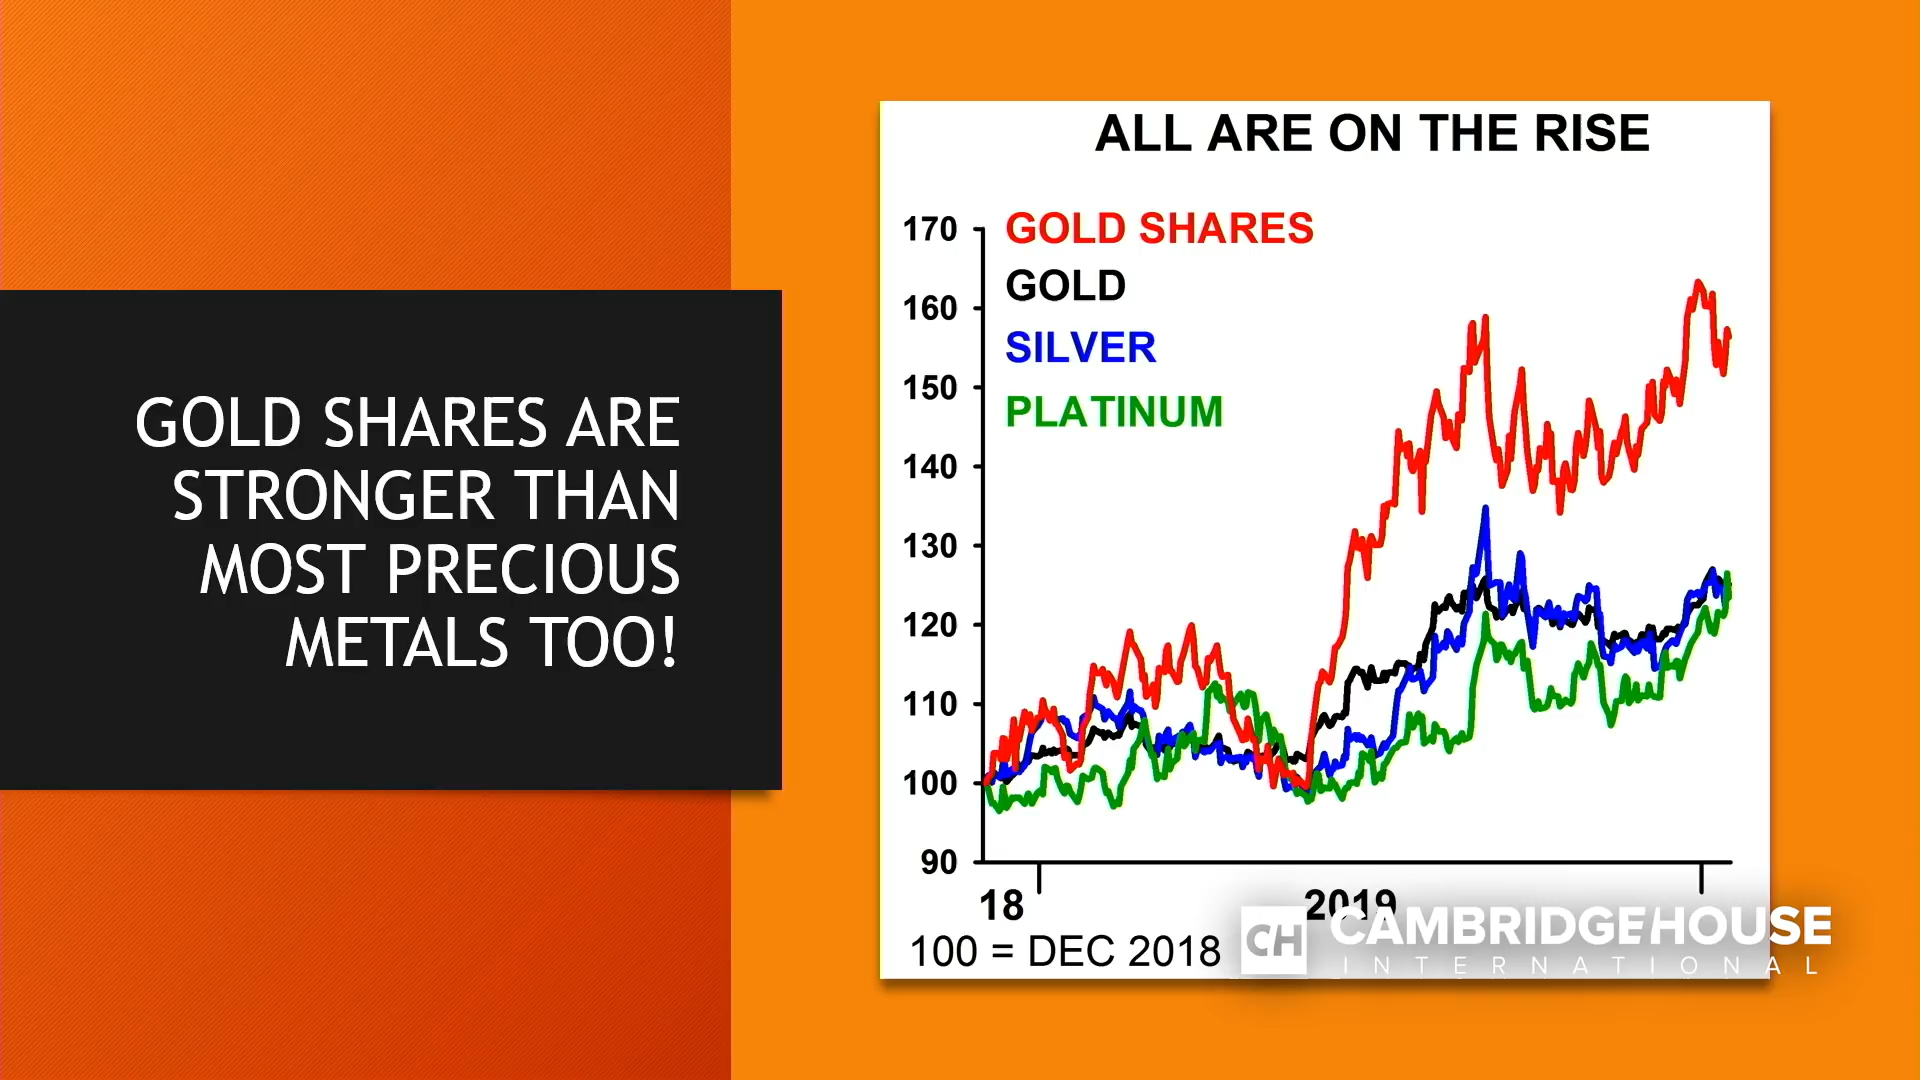 GOLD SHARES ARE
STRONGER THAN
MOST PRECIOUS
METALS TOO!
ALL ARE ON THE RISE
GOLD SHARES
GOLD
SILVER
PLATINUM
170
160
150
140
130
120
110
100
90
18 2019
100 = DEC 2018
CH CAMBRIDGEHOUSE
INTERNATIONAL